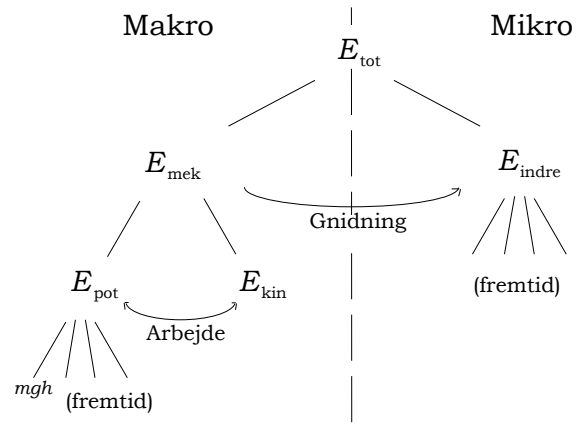 Makro
Mikro
E_tot
E_mek
E_indre
Gnidning
E_pot
E_kin
(fremtid)
Arbejde
mgh
(fremtid)